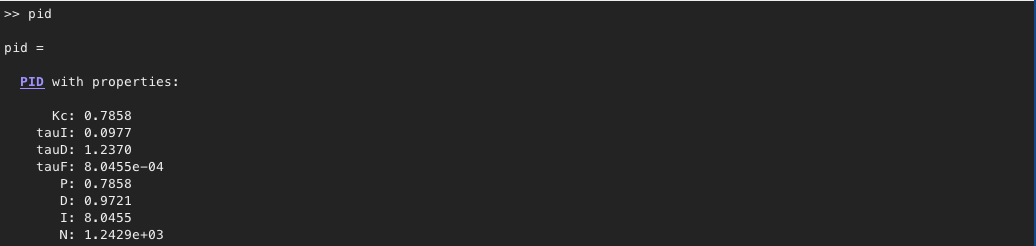 >> pid
pid =
PID with properties:
Kc: 0.7858
tauI: 0.0977
tauD: 1.2370
tauF: 8.0455e-04
P: 0.7858
D: 0.9721
I: 8.0455
N: 1.2429e+03